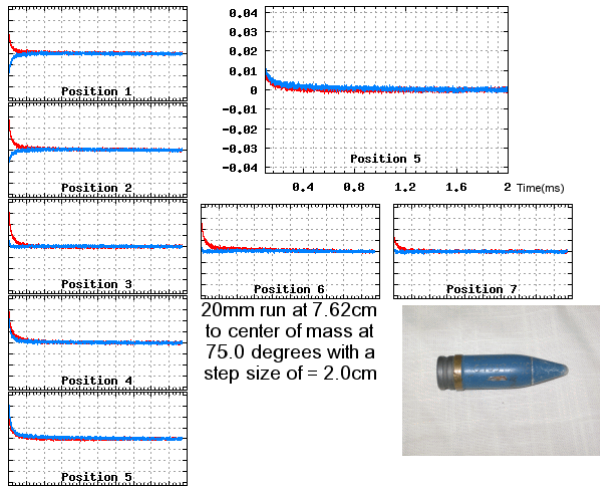 Position 1
Position 2
Position 3
Position 4
Position 5
0.04
0.03
0.02
0.01
0
-0.01
-0.02
-0.03
-0.04
Position 5
0.4 0.8 1.2 1.6 2 Time(ms)
Position 6
Position 7
20mm run at 7.62cm
to center of mass at
75.0 degrees with a
step size of = 2.0cm